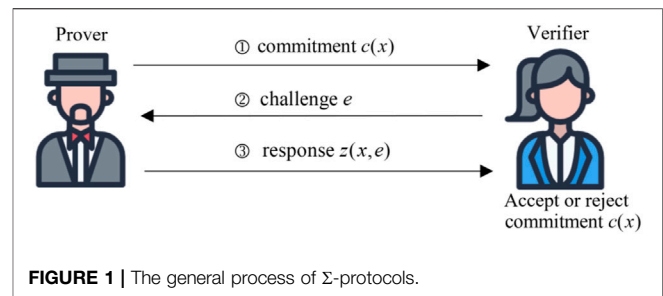 Prover
Verifier
① commitment c(x)
② challenge e
③ response z(x,e)
Accept or reject
commitment c(x)
FIGURE 1 | The general process of Σ-protocols.